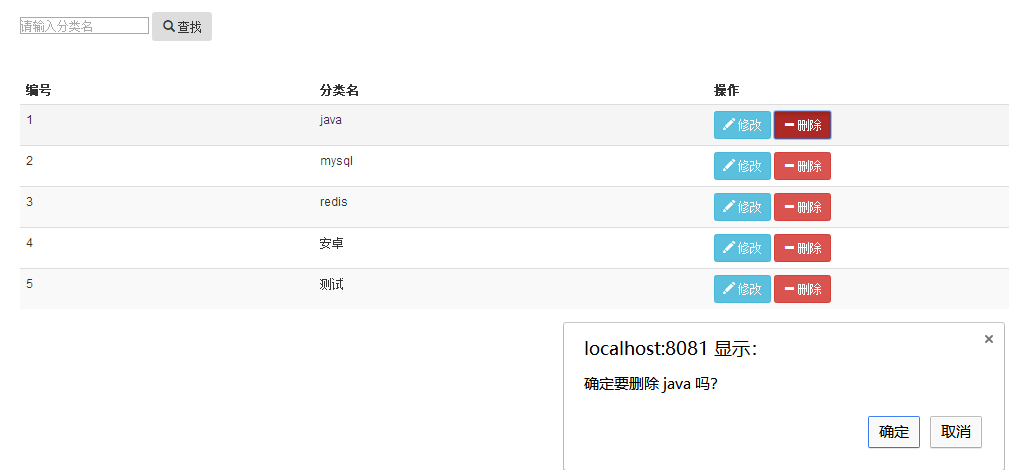 请输入分类名 查找
编号 分类名 操作
1 java 修改 删除
2 mysql 修改 删除
3 redis 修改 删除
4 安卓 修改 删除
5 测试 修改 删除
localhost:8081 显示：
确定要删除 java 吗？
确定 取消